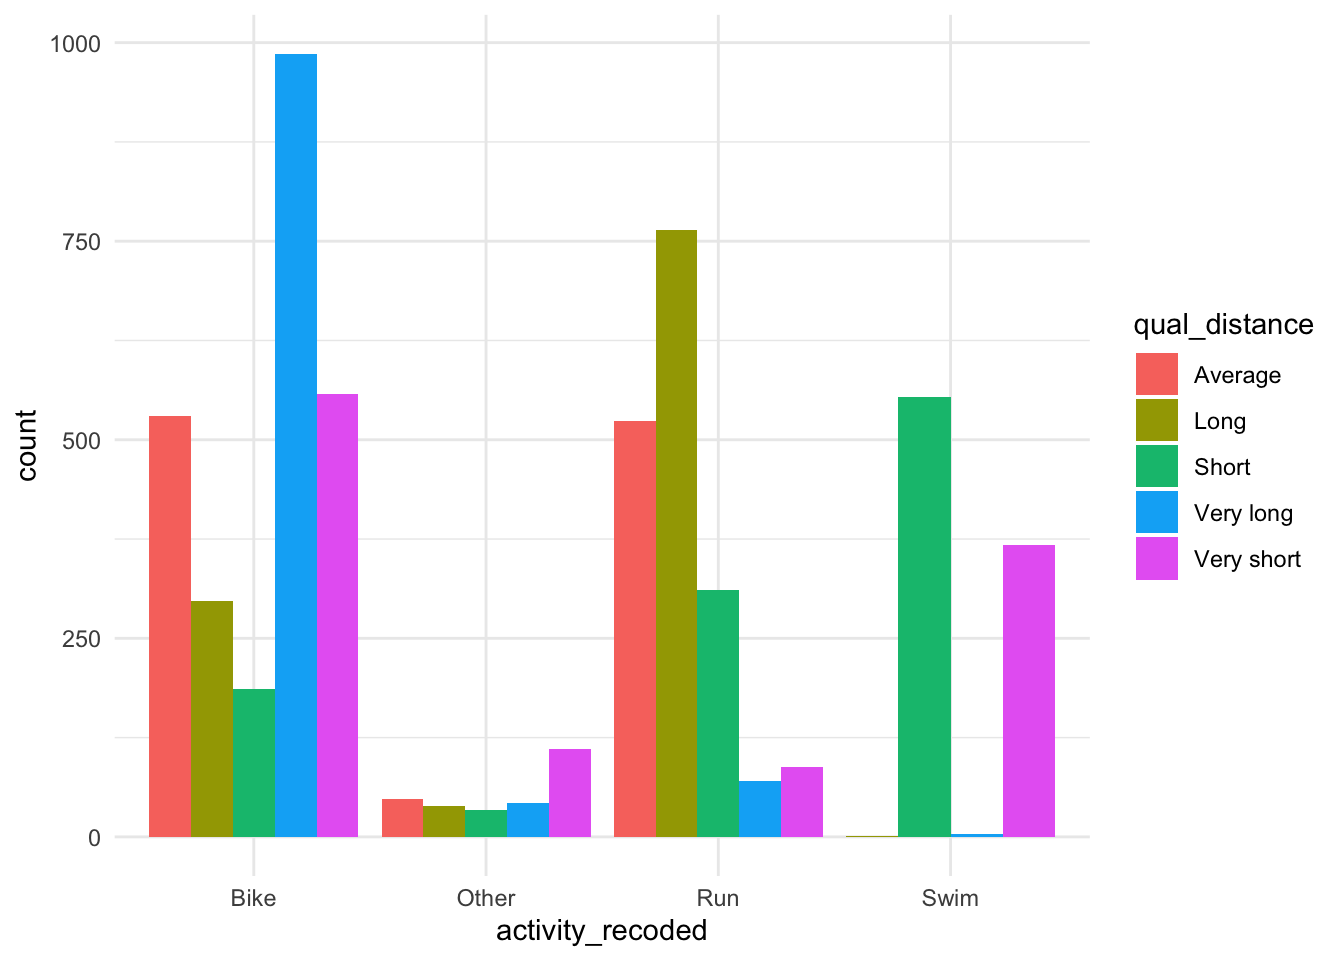 1000
750
500
250
0
count
Bike
Other
Run
Swim
activity_recoded
qual_distance
Average
Long
Short
Very long
Very short